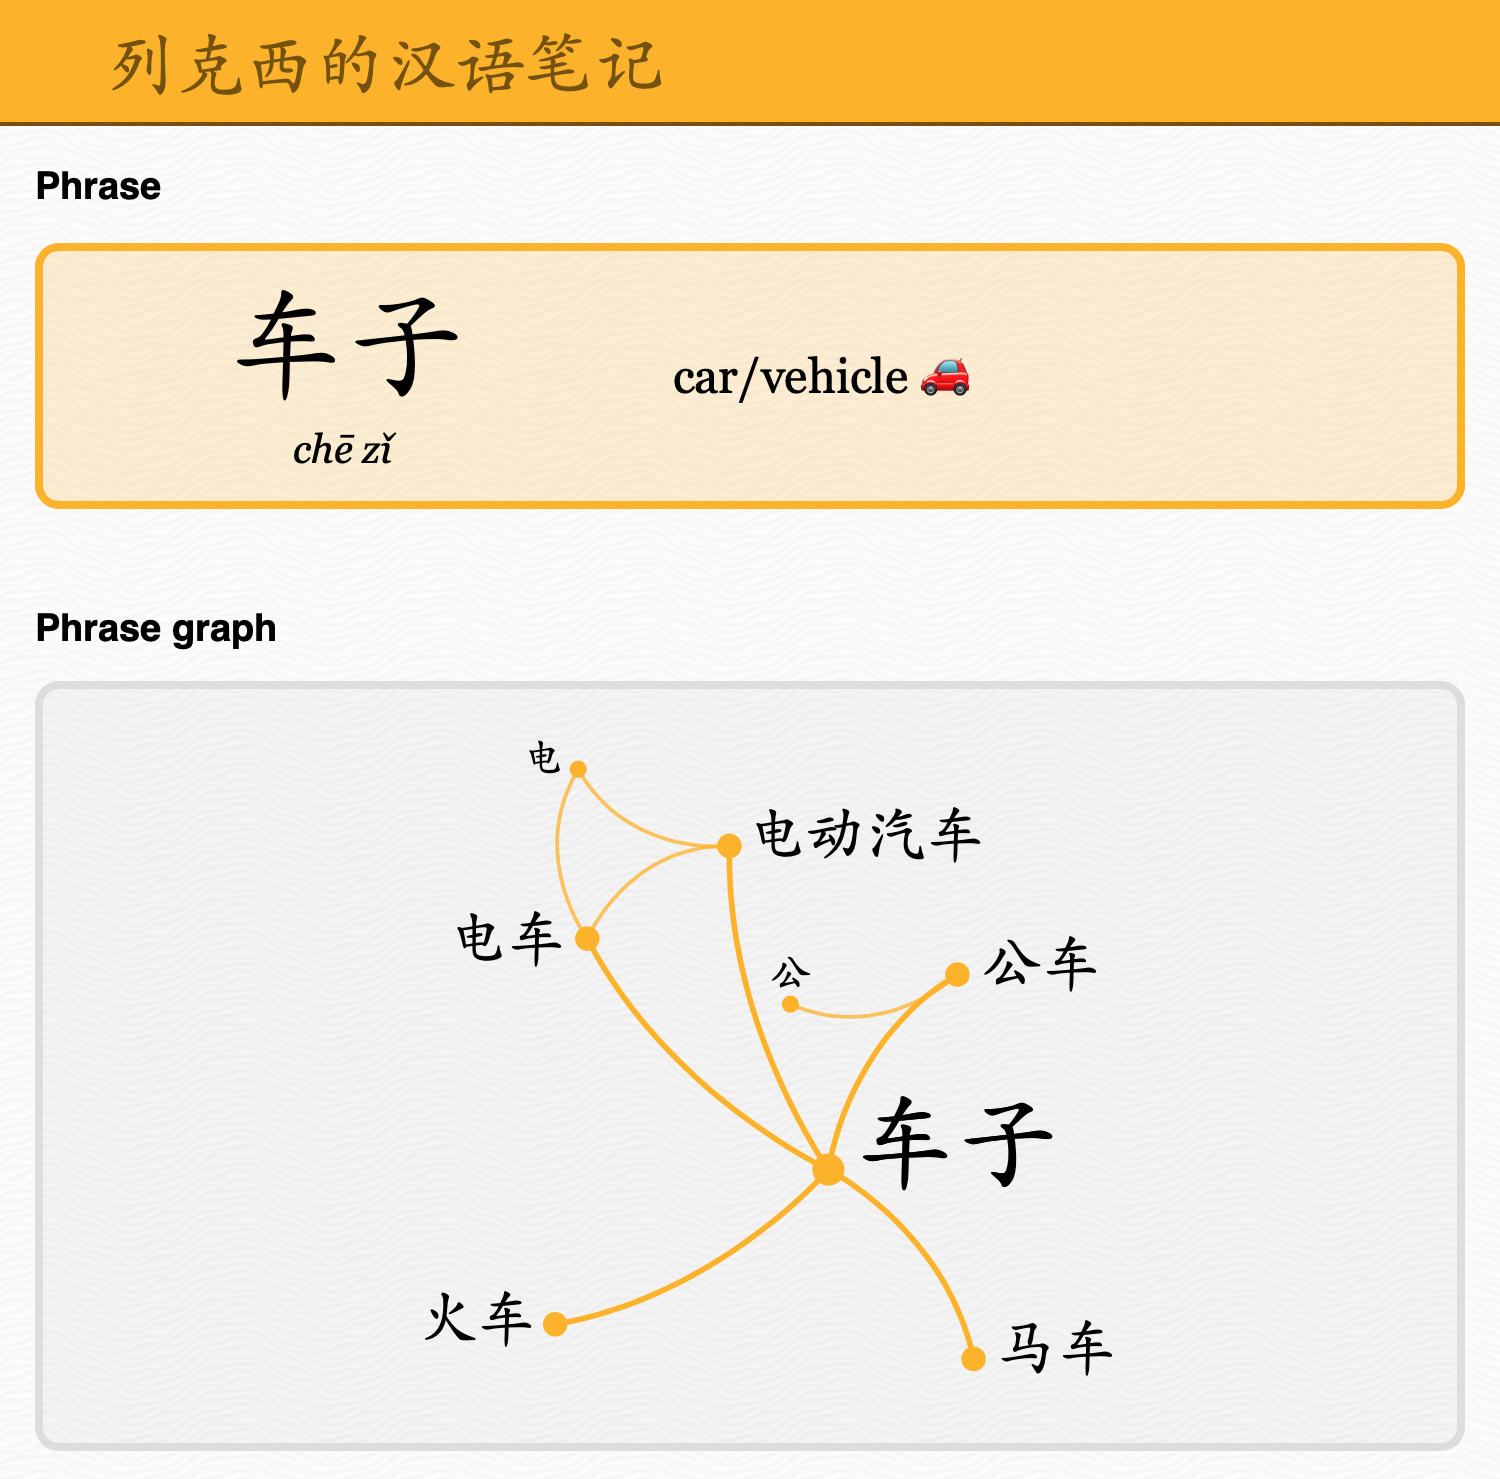 列克西的汉语笔记
Phrase
车子
car/vehicle 🚗
chē zǐ
Phrase graph
电
电动汽车
电车
公
公车
车子
火车
马车